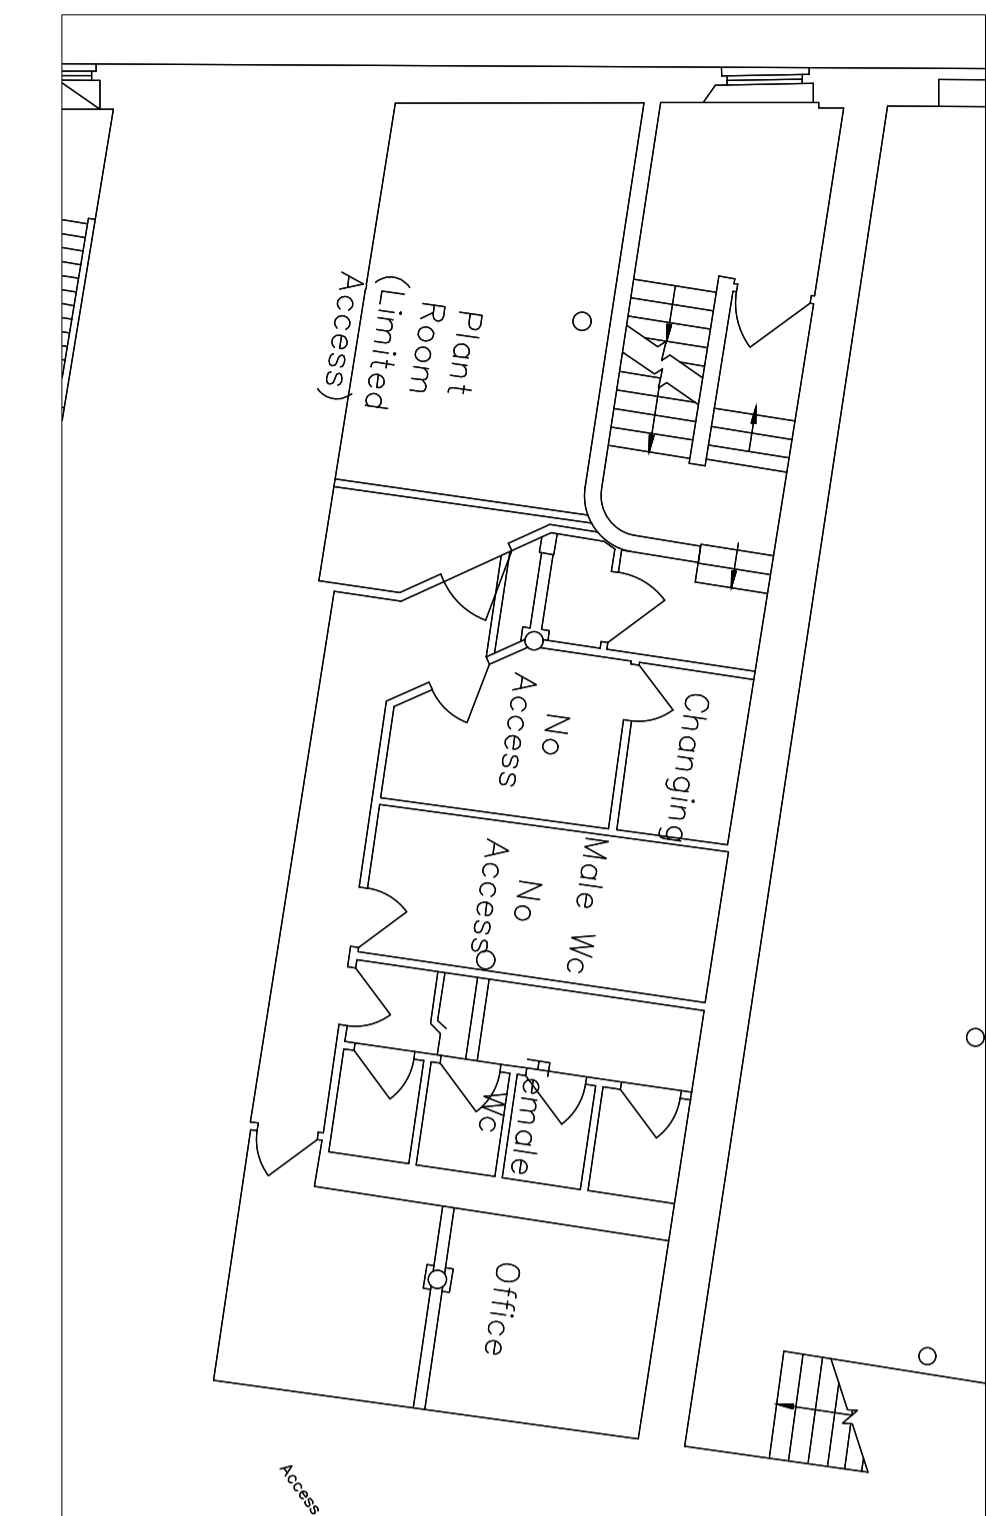 Plant
Room
(Limited
Access)
No
Access
Changing
Male Wc
No
Access
Female
Wc
Office
Access